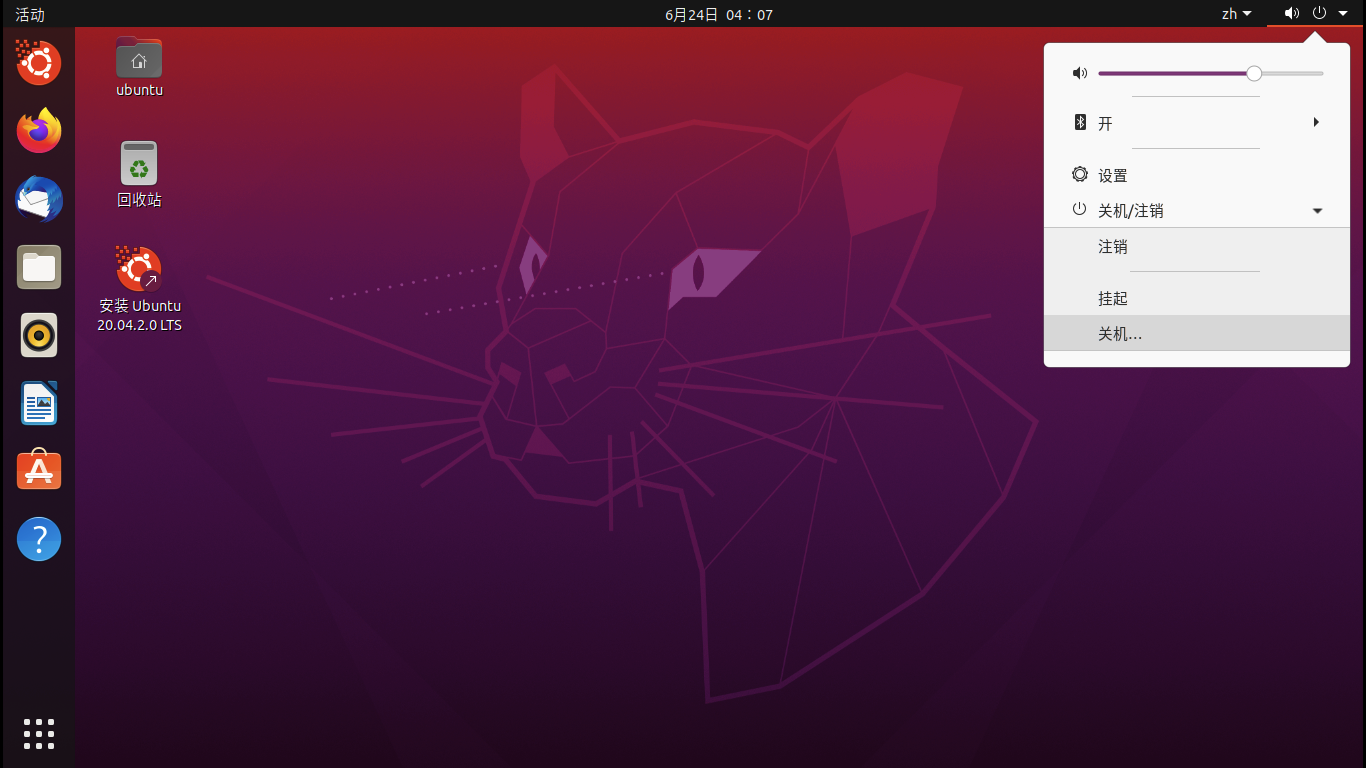 活动
6月24日 04：07
zh
ubuntu
回收站
安装 Ubuntu
20.04.2.0 LTS
开
设置
关机/注销
注销
挂起
关机...